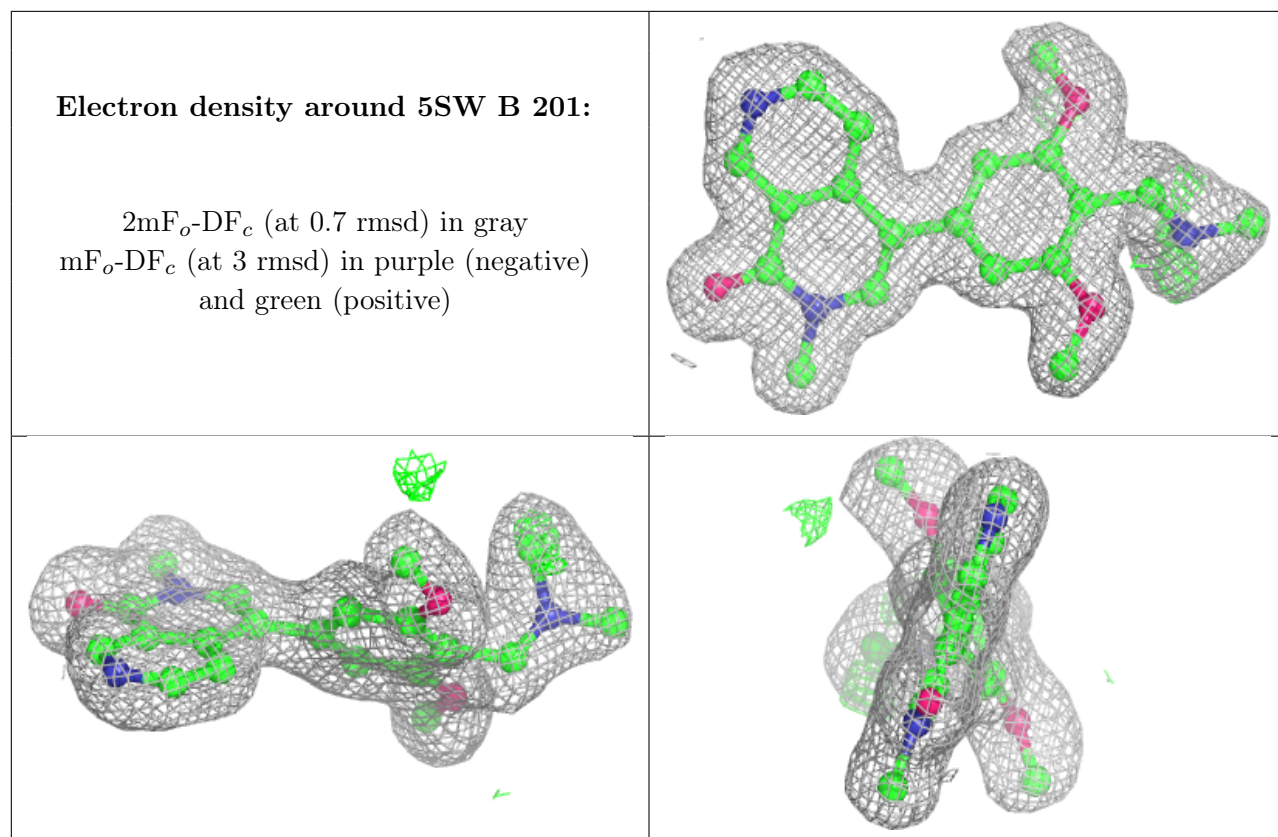 Electron density around 5SW B 201:
2mFo-DFc (at 0.7 rmsd) in gray
mFo-DFc (at 3 rmsd) in purple (negative)
and green (positive)